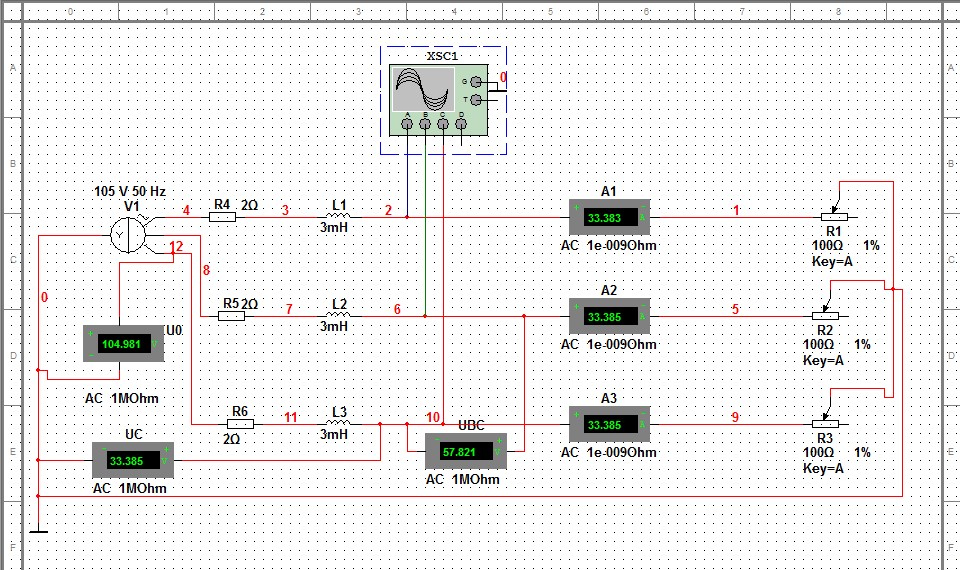 0 1 2 3 4 5 6 7 8
A A
B B
C C
D D
E E
F F
XSC1
G
T
0
A B C D
105 V 50 Hz
V1
Y
4
R4 2Ω
3
L1
3mH
2
A1
+ 33.383 A
AC 1e-009Ohm
1
R1
100Ω 1%
Key=A
12
8
0
R5 2Ω
7
L2
3mH
6
A2
+ 33.385 A
AC 1e-009Ohm
5
R2
100Ω 1%
Key=A
U0
+ 104.981 V
-
AC 1MOhm
R6
2Ω
11
L3
3mH
10
A3
+ 33.385 A
AC 1e-009Ohm
9
R3
100Ω 1%
Key=A
UC
- 33.385 + V
AC 1MOhm
UBC
- 57.821 + V
AC 1MOhm